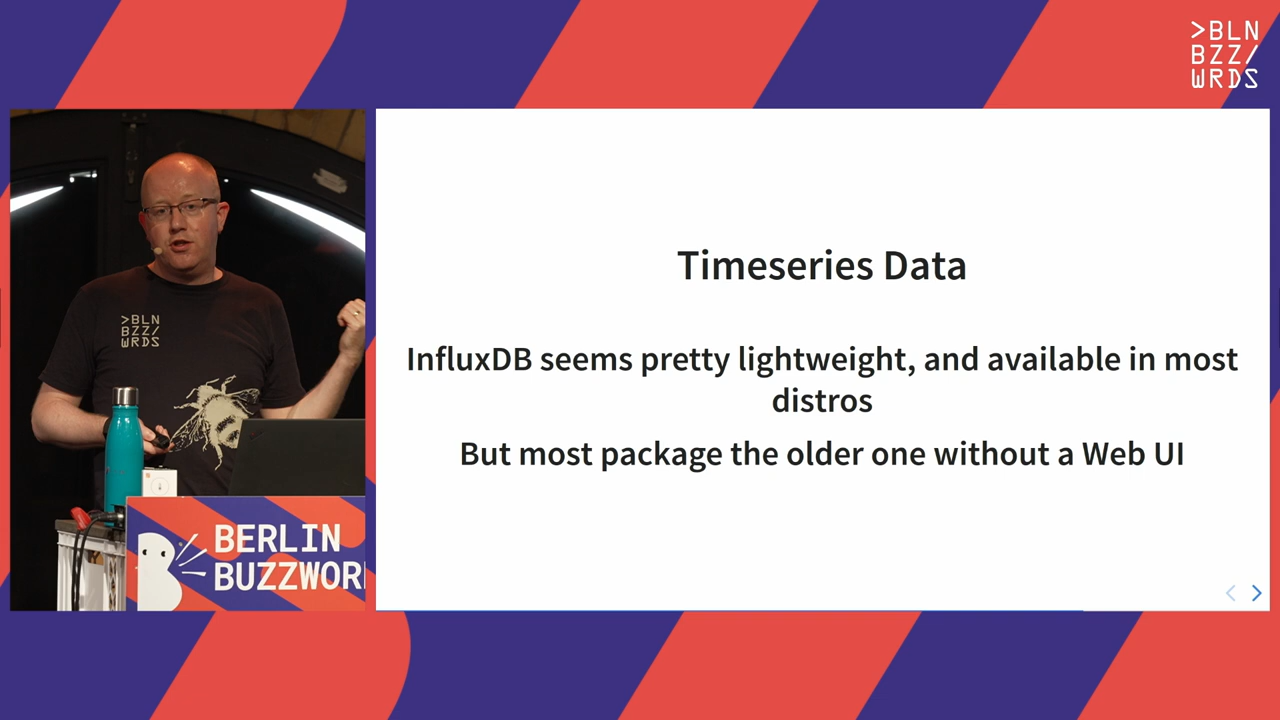 >BLN
BZZ/
WRDS
Timeseries Data
InfluxDB seems pretty lightweight, and available in most
distros
But most package the older one without a Web UI
>BLN
BZZ/
WRDS
BERLIN
BUZZWOR